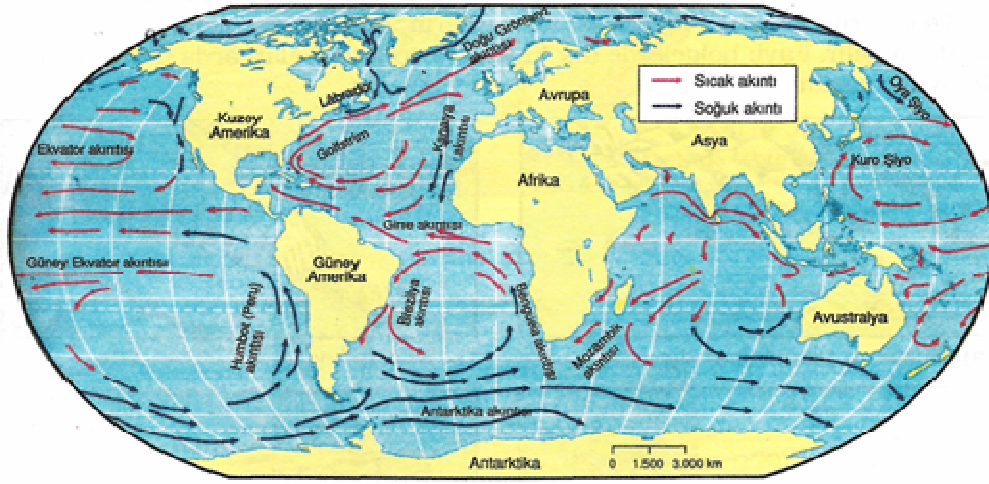 Doğu Grönland
akıntısı
Labrador
Kuzey
Amerika
Golfstrim
Kanarya
akıntısı
Avrupa
Sıcak akıntı
Soğuk akıntı
Oya Şiyo
Asya
Kuro Şiyo
Ekvator akıntısı
Afrika
Gine akıntısı
Güney Ekvator akıntısı
Güney
Amerika
Humbolt (Peru)
akıntısı
Brezilya
akıntısı
Benguela akıntısı
Mozambik
akıntısı
Avustralya
Antarktika akıntısı
Antarktika
0 1.500 3.000 km